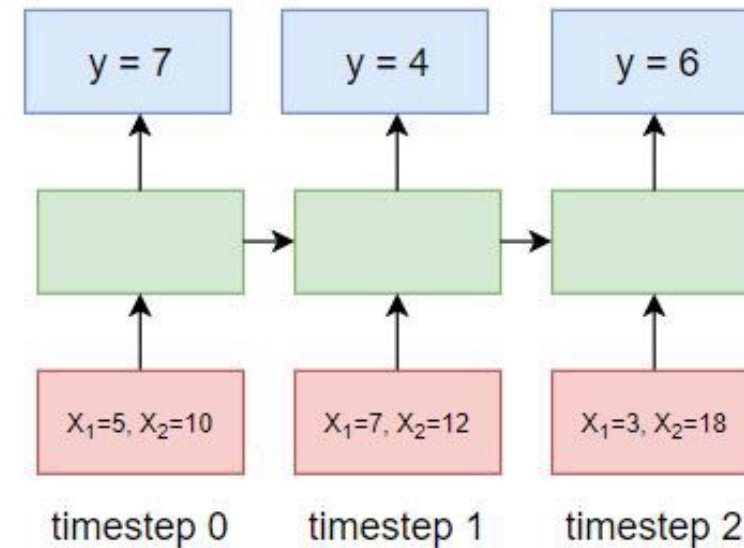 y = 7
y = 4
y = 6
X₁=5, X₂=10
X₁=7, X₂=12
X₁=3, X₂=18
timestep 0
timestep 1
timestep 2